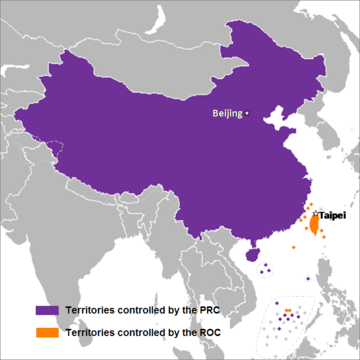 Beijing
Taipei
Territories controlled by the PRC
Territories controlled by the ROC